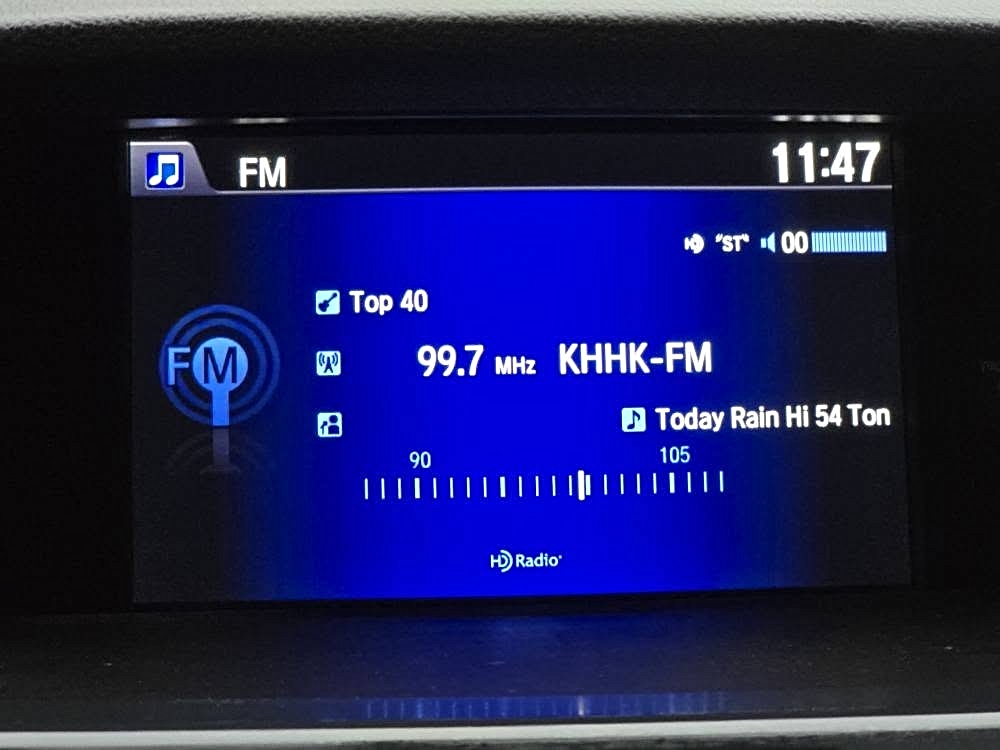 FM 11:47
HD "ST" 00
Top 40
FM 99.7 MHz KHHK-FM
Today Rain Hi 54 Ton
90 105
HD Radio